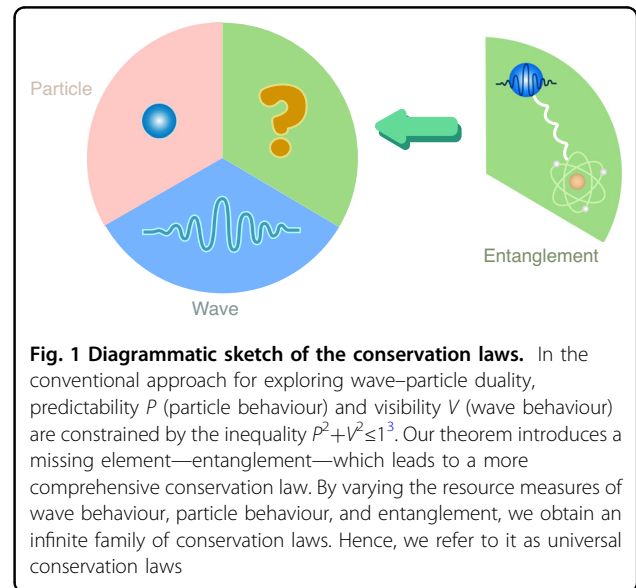 Particle
?
Entanglement
Wave
Fig. 1 Diagrammatic sketch of the conservation laws. In the
conventional approach for exploring wave–particle duality,
predictability P (particle behaviour) and visibility V (wave behaviour)
are constrained by the inequality P²+V²≤1³. Our theorem introduces a
missing element—entanglement—which leads to a more
comprehensive conservation law. By varying the resource measures of
wave behaviour, particle behaviour, and entanglement, we obtain an
infinite family of conservation laws. Hence, we refer to it as universal
conservation laws